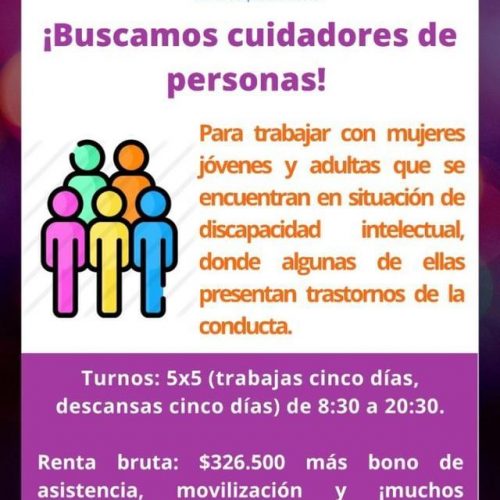 ¡Buscamos cuidadores de
personas!
Para trabajar con mujeres
jóvenes y adultas que se
encuentran en situación de
discapacidad intelectual,
donde algunas de ellas
presentan trastornos de la
conducta.
Turnos: 5x5 (trabajas cinco días,
descansas cinco días) de 8:30 a 20:30.
Renta bruta: $326.500 más bono de
asistencia, movilización y ¡muchos